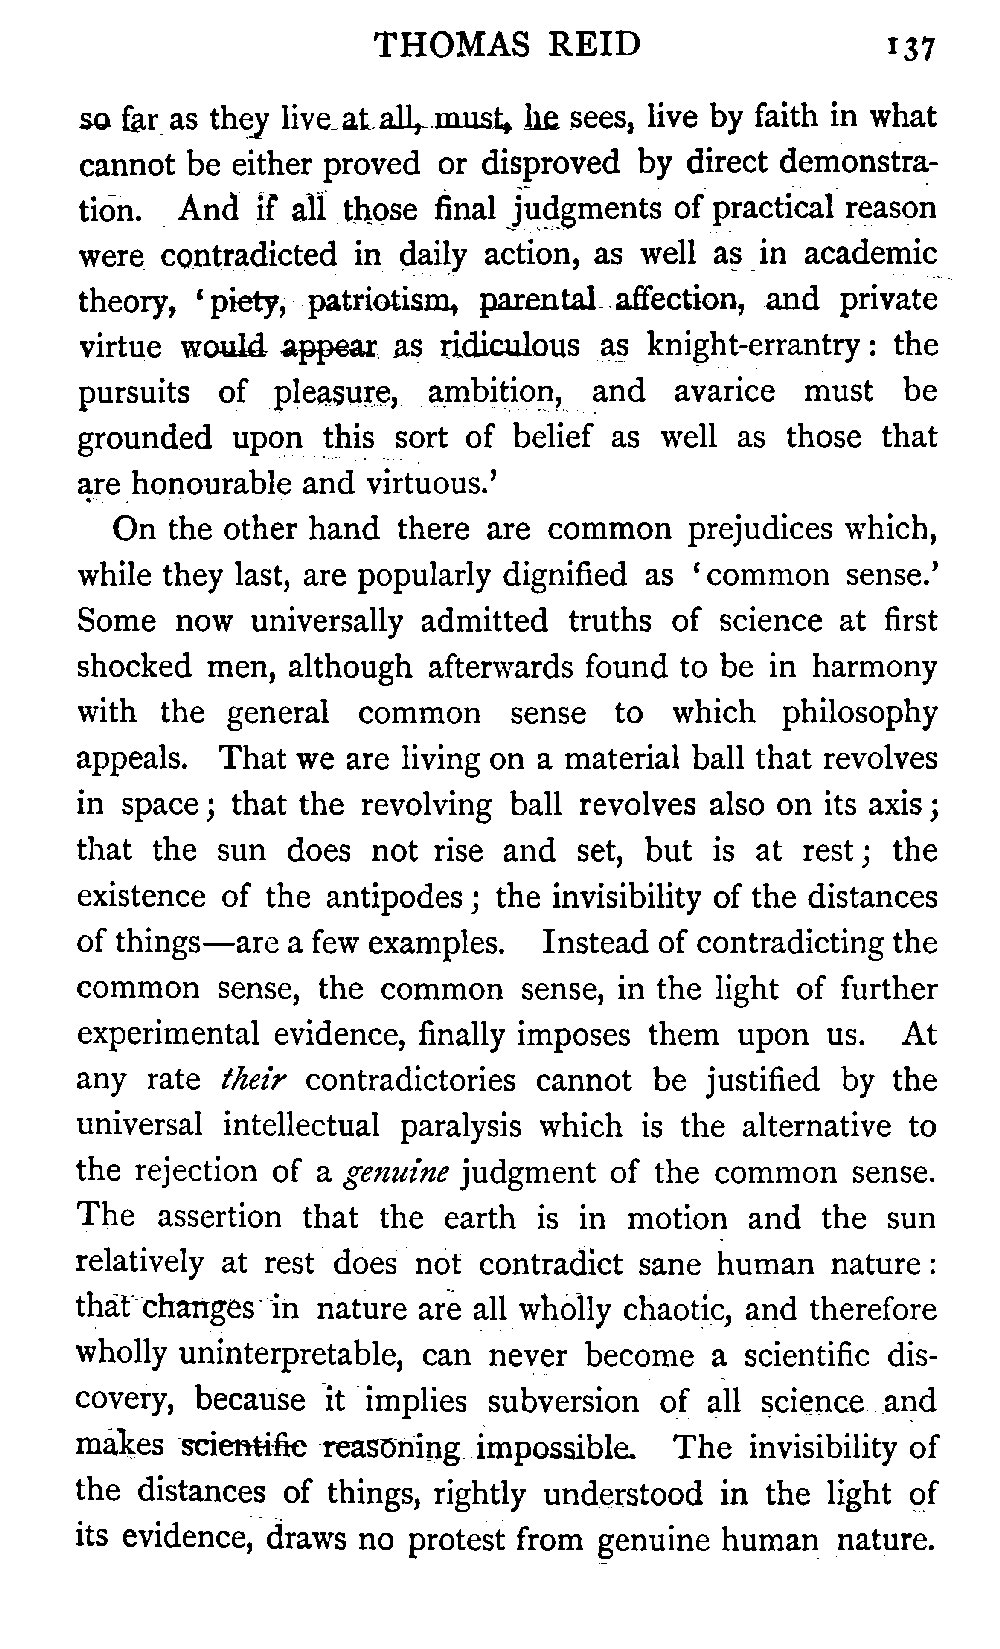 THOMAS REID 137
so far as they live at all, must, he sees, live by faith in what
cannot be either proved or disproved by direct demonstra-
tion. And if all those final judgments of practical reason
were contradicted in daily action, as well as in academic
theory, ‘piety, patriotism, parental affection, and private
virtue would appear as ridiculous as knight-errantry: the
pursuits of pleasure, ambition, and avarice must be
grounded upon this sort of belief as well as those that
are honourable and virtuous.’
On the other hand there are common prejudices which,
while they last, are popularly dignified as ‘common sense.’
Some now universally admitted truths of science at first
shocked men, although afterwards found to be in harmony
with the general common sense to which philosophy
appeals. That we are living on a material ball that revolves
in space; that the revolving ball revolves also on its axis;
that the sun does not rise and set, but is at rest; the
existence of the antipodes; the invisibility of the distances
of things—are a few examples. Instead of contradicting the
common sense, the common sense, in the light of further
experimental evidence, finally imposes them upon us. At
any rate their contradictories cannot be justified by the
universal intellectual paralysis which is the alternative to
the rejection of a genuine judgment of the common sense.
The assertion that the earth is in motion and the sun
relatively at rest does not contradict sane human nature:
that changes in nature are all wholly chaotic, and therefore
wholly uninterpretable, can never become a scientific dis-
covery, because it implies subversion of all science and
makes scientific reasoning impossible. The invisibility of
the distances of things, rightly understood in the light of
its evidence, draws no protest from genuine human nature.